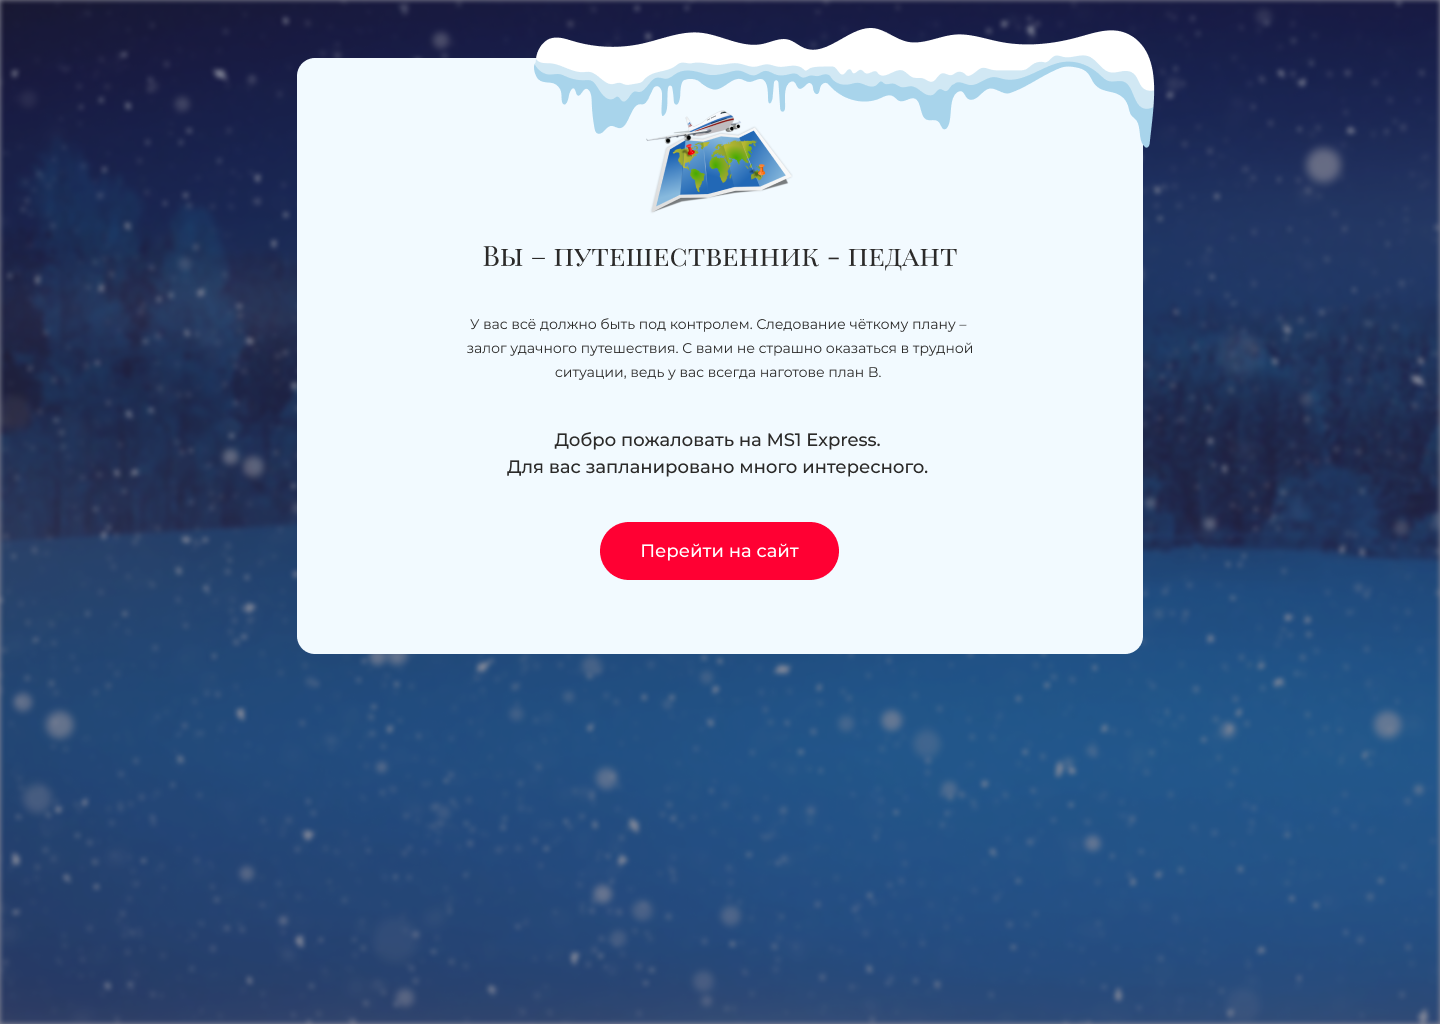 Вы – путешественник - педант
У вас всё должно быть под контролем. Следование чёткому плану –
залог удачного путешествия. С вами не страшно оказаться в трудной
ситуации, ведь у вас всегда наготове план B.
Добро пожаловать на MS1 Express.
Для вас запланировано много интересного.
Перейти на сайт